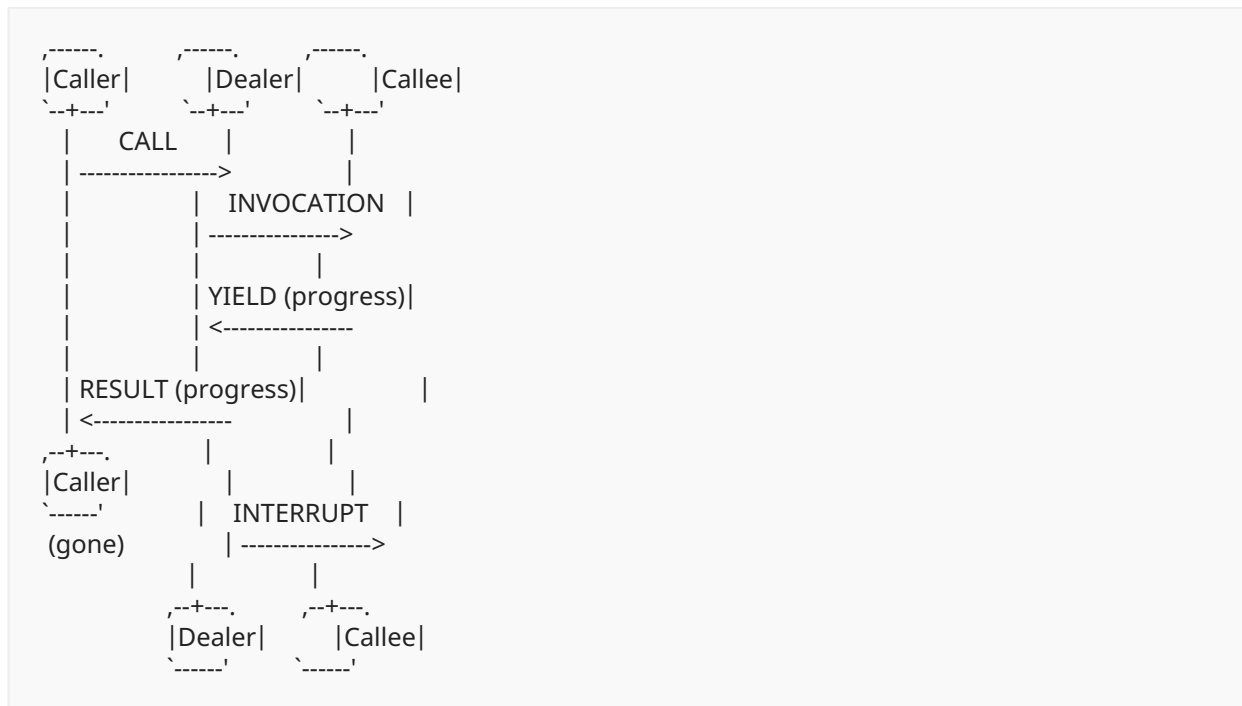 ,------.          ,------.          ,------.
|Caller|          |Dealer|          |Callee|
`--+---'          `--+---'          `--+---'
   |       CALL       |                 |
   | ----------------->                 |
   |                  |    INVOCATION   |
   |                  | ---------------->
   |                  |                 |
   |                  | YIELD (progress)|
   |                  | <----------------
   |                  |                 |
   | RESULT (progress)|                 |
   | <-----------------                 |
,--+---.              |                 |
|Caller|              |                 |
`------'              |    INTERRUPT    |
 (gone)               | ---------------->
                      |                 |
                   ,--+---.          ,--+---.
                   |Dealer|          |Callee|
                   `------'          `------'